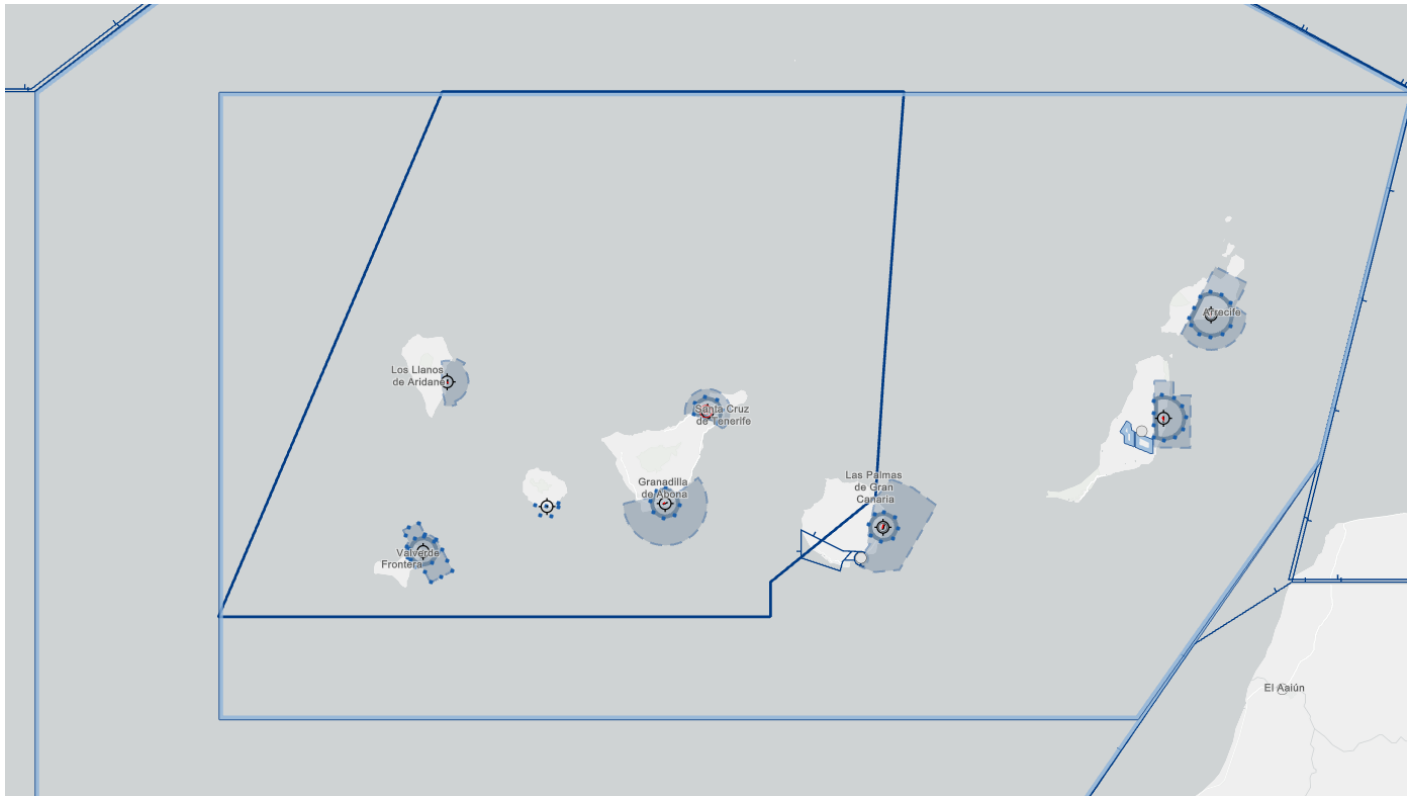 Arrecife
Los Llanos
de Aridane
Santa Cruz
de Tenerife
Las Palmas
de Gran
Canaria
Granadilla
de Abona
Valverde
Frontera
El Aaiún